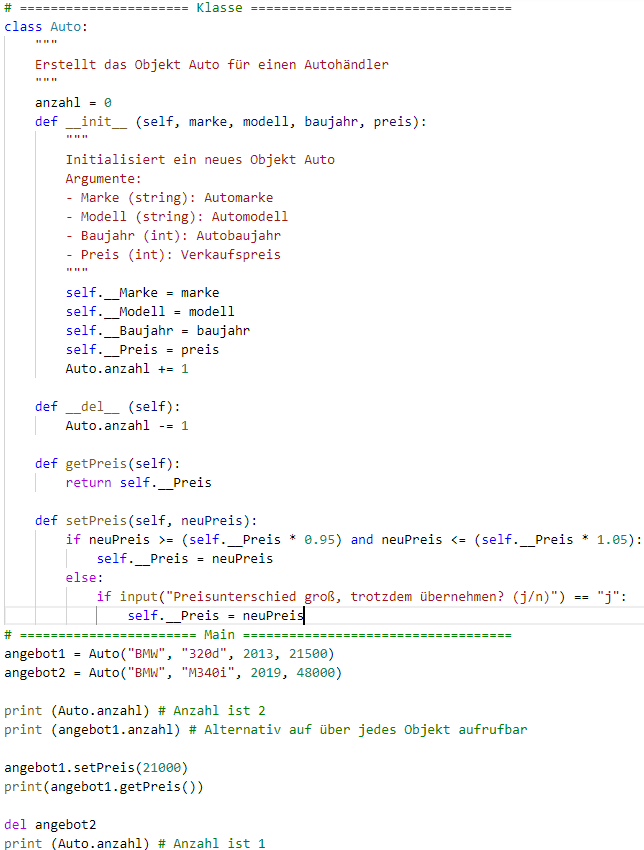 # ====================== Klasse ==================================
class Auto:
    """
    Erstellt das Objekt Auto für einen Autohändler
    """
    anzahl = 0
    def __init__ (self, marke, modell, baujahr, preis):
        """
        Initialisiert ein neues Objekt Auto
        Argumente:
        - Marke (string): Automarke
        - Modell (string): Automodell
        - Baujahr (int): Autobaujahr
        - Preis (int): Verkaufspreis
        """
        self.__Marke = marke
        self.__Modell = modell
        self.__Baujahr = baujahr
        self.__Preis = preis
        Auto.anzahl += 1

    def __del__ (self):
        Auto.anzahl -= 1

    def getPreis(self):
        return self.__Preis

    def setPreis(self, neuPreis):
        if neuPreis >= (self.__Preis * 0.95) and neuPreis <= (self.__Preis * 1.05):
            self.__Preis = neuPreis
        else:
            if input("Preisunterschied groß, trotzdem übernehmen? (j/n)") == "j":
                self.__Preis = neuPreis
# ======================= Main ===================================
angebot1 = Auto("BMW", "320d", 2013, 21500)
angebot2 = Auto("BMW", "M340i", 2019, 48000)

print (Auto.anzahl) # Anzahl ist 2
print (angebot1.anzahl) # Alternativ auf über jedes Objekt aufrufbar

angebot1.setPreis(21000)
print(angebot1.getPreis())

del angebot2
print (Auto.anzahl) # Anzahl ist 1